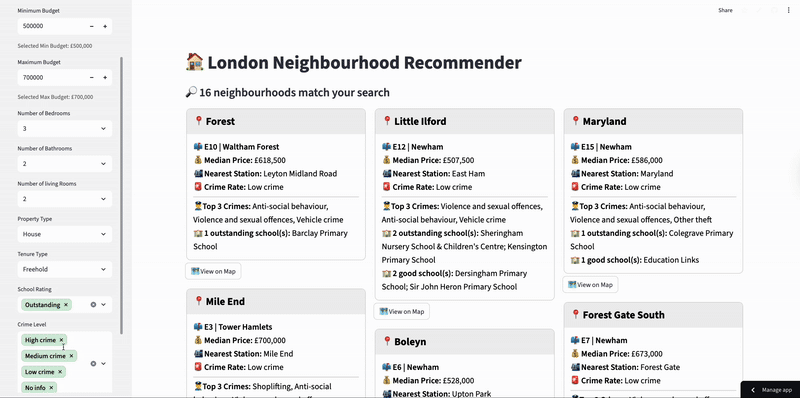 Minimum Budget
500000
Selected Min Budget: £500,000
Maximum Budget
700000
Selected Max Budget: £700,000
Number of Bedrooms
3
Number of Bathrooms
2
Number of living Rooms
2
Property Type
House
Tenure Type
Freehold
School Rating
Outstanding ×
Crime Level
High crime ×
Medium crime ×
Low crime ×
No info ×
Share
London Neighbourhood Recommender
16 neighbourhoods match your search
Forest
E10 | Waltham Forest
Median Price: £618,500
Nearest Station: Leyton Midland Road
Crime Rate: Low crime
Top 3 Crimes: Anti-social behaviour,
Violence and sexual offences, Vehicle crime
1 outstanding school(s): Barclay Primary
School
View on Map
Mile End
E3 | Tower Hamlets
Median Price: £700,000
Nearest Station: Mile End
Crime Rate: Low crime
Top 3 Crimes: Shoplifting, Anti-social
Little Ilford
E12 | Newham
Median Price: £507,500
Nearest Station: East Ham
Crime Rate: Low crime
Top 3 Crimes: Violence and sexual offences,
Anti-social behaviour, Vehicle crime
2 outstanding school(s): Sheringham
Nursery School & Children's Centre; Kensington
Primary School
2 good school(s): Dersingham Primary
School; Sir John Heron Primary School
View on Map
Boleyn
E6 | Newham
Median Price: £528,000
Nearest Station: Upton Park
Maryland
E15 | Newham
Median Price: £586,000
Nearest Station: Maryland
Crime Rate: Low crime
Top 3 Crimes: Anti-social behaviour,
Violence and sexual offences, Other theft
1 outstanding school(s): Colegrave Primary
School
1 good school(s): Education Links
View on Map
Forest Gate South
E7 | Newham
Median Price: £673,000
Nearest Station: Forest Gate
Crime Rate: Low crime
Manage app